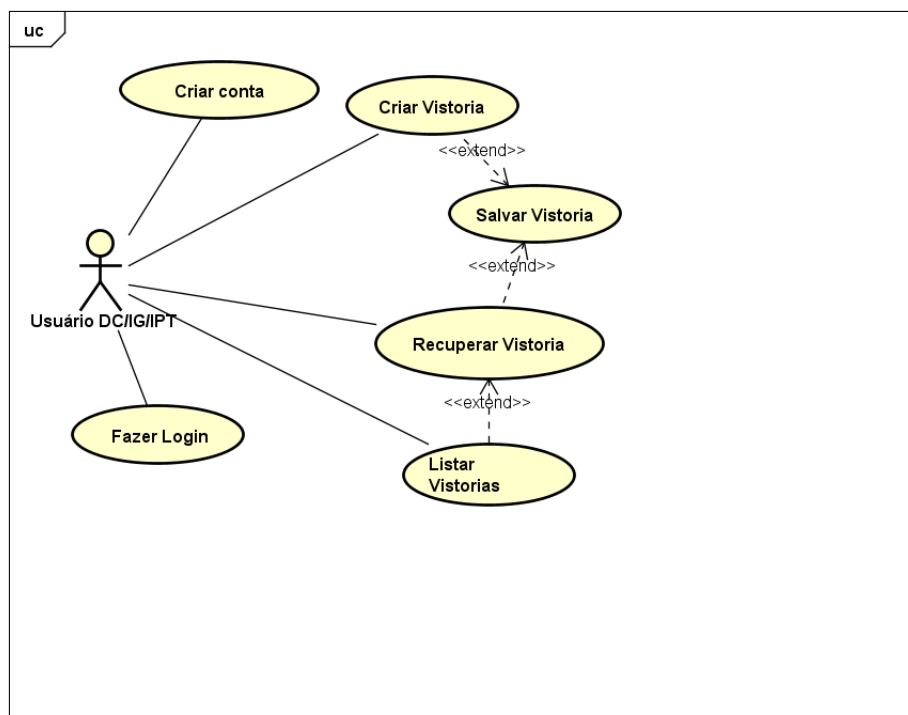 uc
Criar conta
Criar Vistoria
<<extend>>
Salvar Vistoria
<<extend>>
Usuário DC/IG/IPT
Recuperar Vistoria
<<extend>>
Fazer Login
Listar
Vistorias